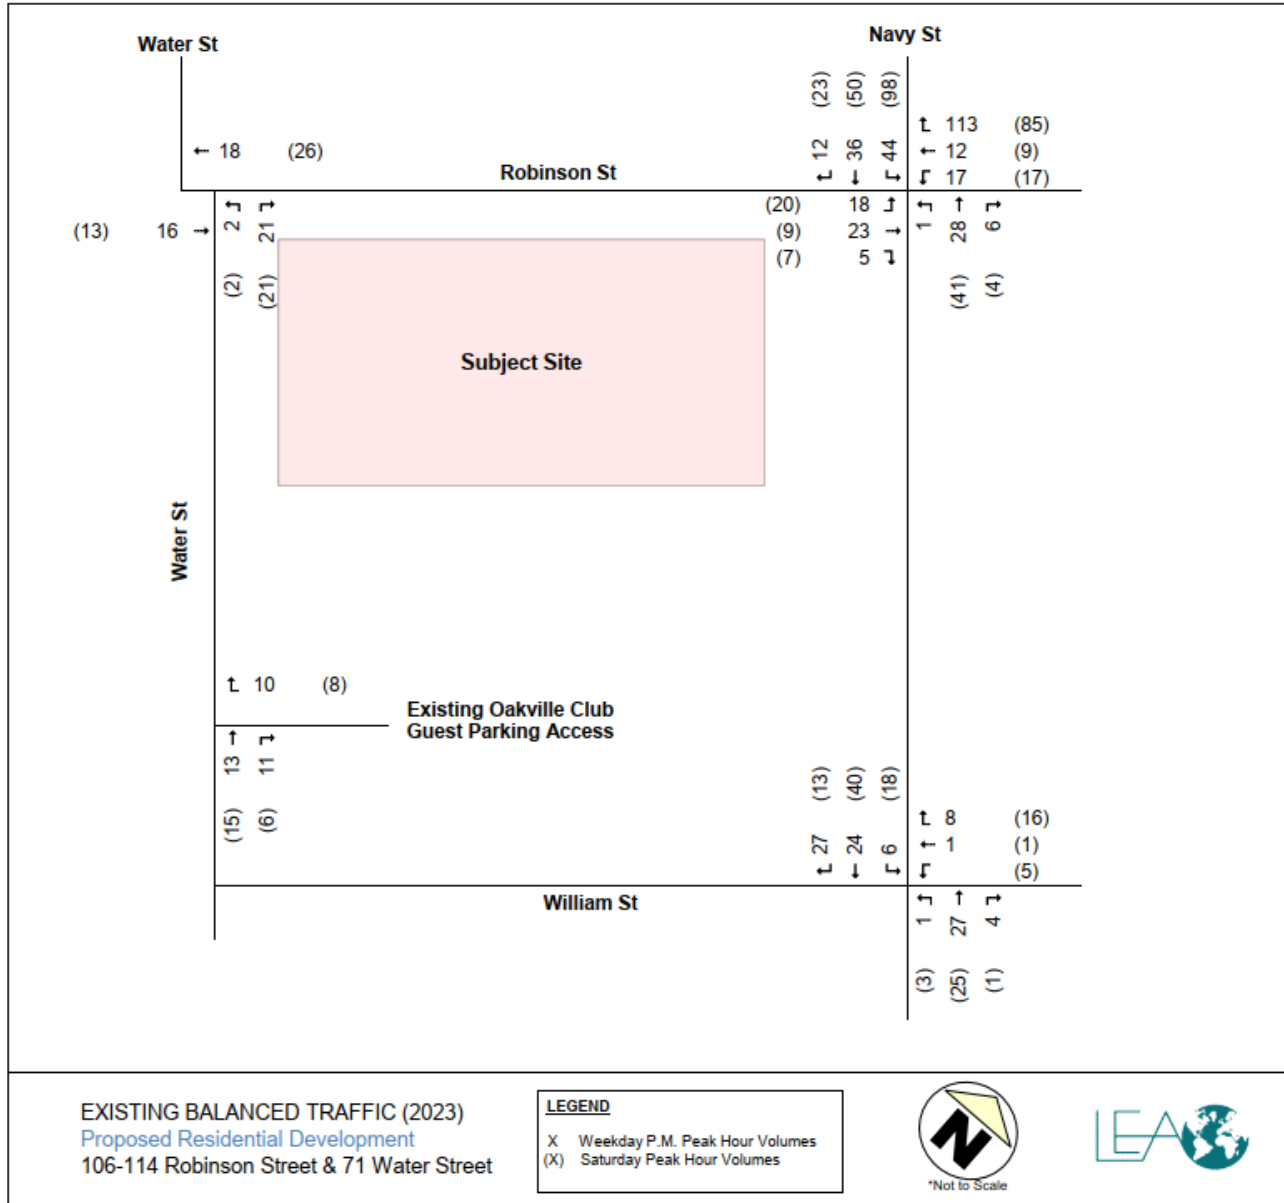 Water St
Navy St
(23) (50) (98)
12 36 44
113 (85)
12 (9)
17 (17)
18 (26)
Robinson St
(13) 16
2 21
(2) (21)
(20) 18
(9) 23
(7) 5
1 28 6
(41) (4)
Subject Site
Water St
10 (8)
Existing Oakville Club
Guest Parking Access
13 11
(15) (6)
(13) (40) (18)
27 24 6
8 (16)
1 (1)
(5)
William St
1 27 4
(3) (25) (1)
EXISTING BALANCED TRAFFIC (2023)
Proposed Residential Development
106-114 Robinson Street & 71 Water Street
LEGEND
X Weekday P.M. Peak Hour Volumes
(X) Saturday Peak Hour Volumes
N
*Not to Scale
LEA